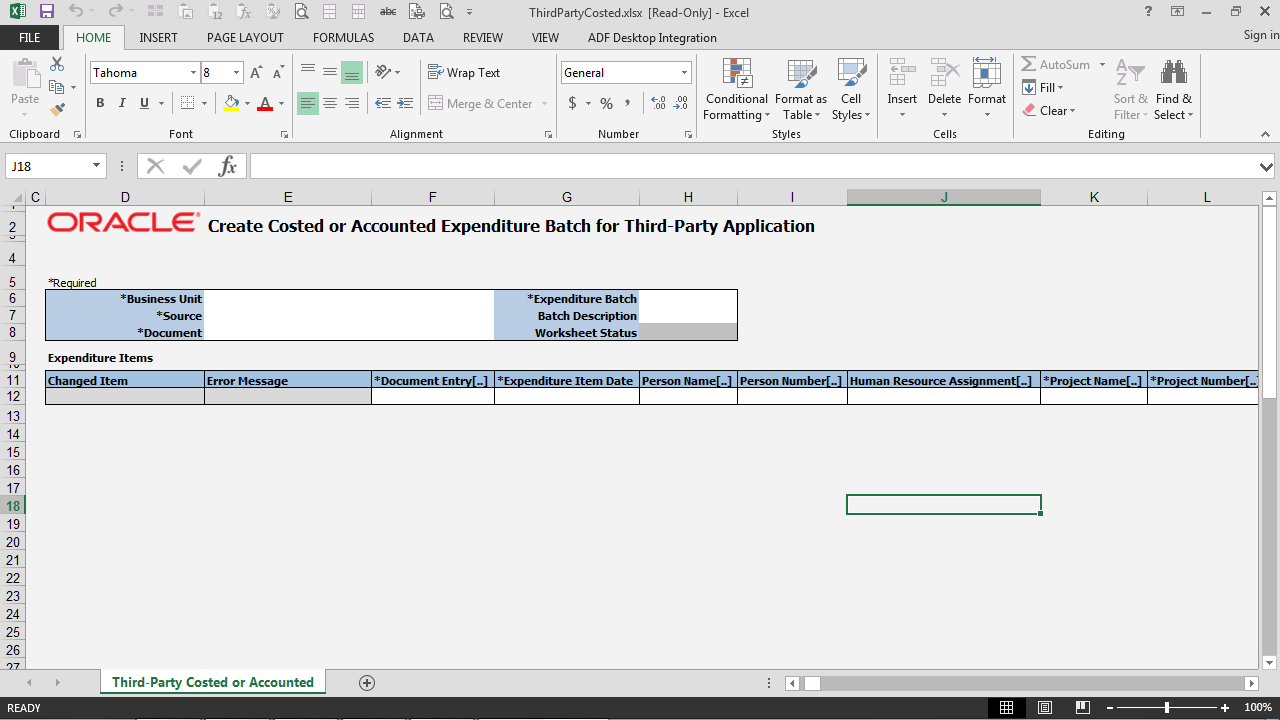 ThirdPartyCosted.xlsx [Read-Only] - Excel
FILE HOME INSERT PAGE LAYOUT FORMULAS DATA REVIEW VIEW ADF Desktop Integration Sign in
Tahoma 8 Wrap Text General AutoSum
Paste Merge & Center Conditional Formatting Format as Table Cell Styles Insert Delete Format Fill Sort & Filter Find & Select
Clear
Clipboard Font Alignment Number Styles Cells Editing
J18
C D E F G H I J K L
2 ORACLE Create Costed or Accounted Expenditure Batch for Third-Party Application
4
5 *Required
6 *Business Unit *Expenditure Batch
7 *Source Batch Description
8 *Document Worksheet Status
9 Expenditure Items
11 Changed Item Error Message *Document Entry[..] *Expenditure Item Date Person Name[..] Person Number[..] Human Resource Assignment[..] *Project Name[..] *Project Number[..]
12
13
14
15
16
17
18
19
20
21
22
23
24
25
26
27
Third-Party Costed or Accounted
READY 100%